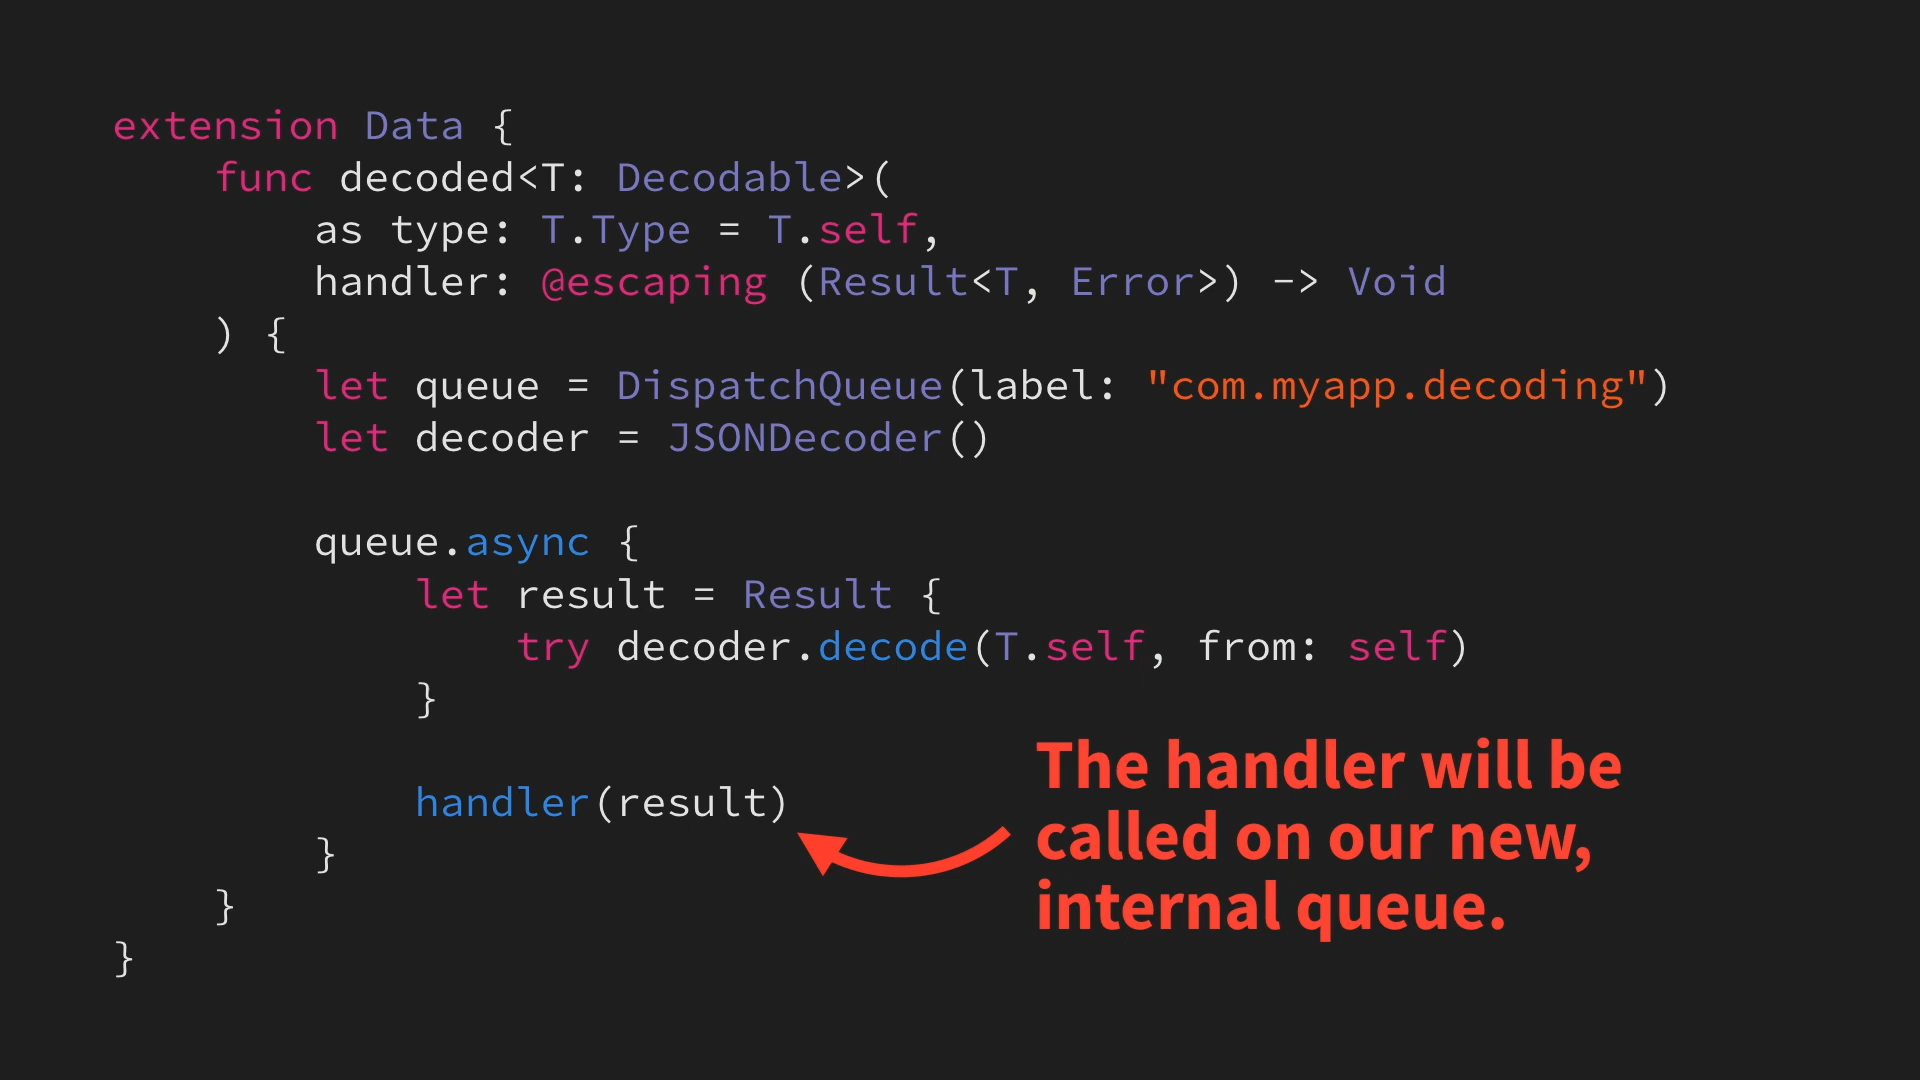 extension Data {
    func decoded<T: Decodable>(
        as type: T.Type = T.self,
        handler: @escaping (Result<T, Error>) -> Void
    ) {
        let queue = DispatchQueue(label: "com.myapp.decoding")
        let decoder = JSONDecoder()

        queue.async {
            let result = Result {
                try decoder.decode(T.self, from: self)
            }

            handler(result)
        }
    }
}
The handler will be
called on our new,
internal queue.